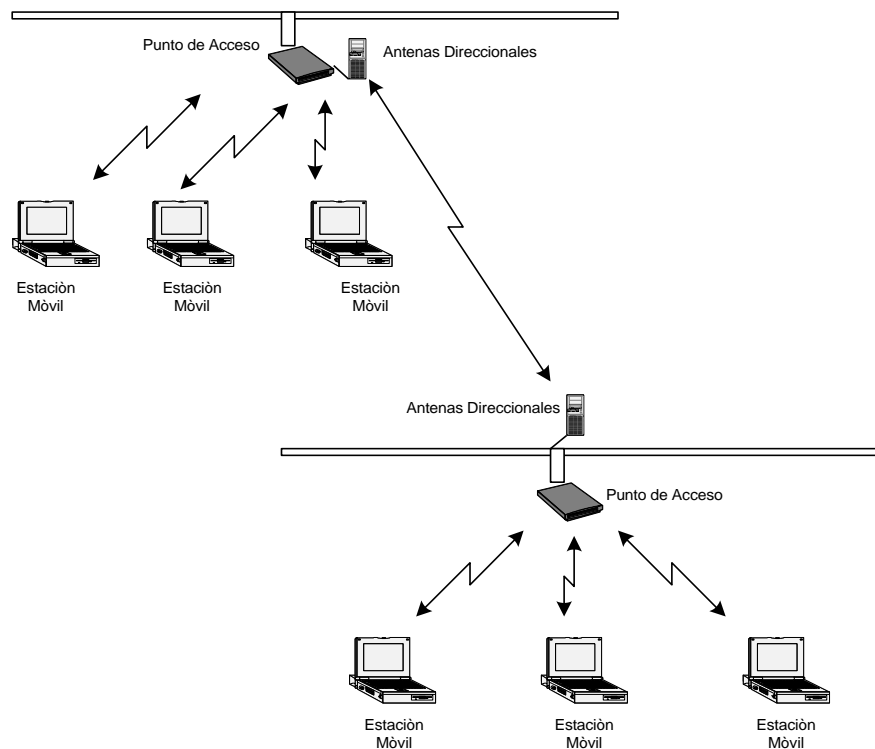 Punto de Acceso
Antenas Direccionales
Estaciòn
Mòvil
Estaciòn
Mòvil
Estaciòn
Mòvil
Antenas Direccionales
Punto de Acceso
Estaciòn
Mòvil
Estaciòn
Mòvil
Estaciòn
Mòvil